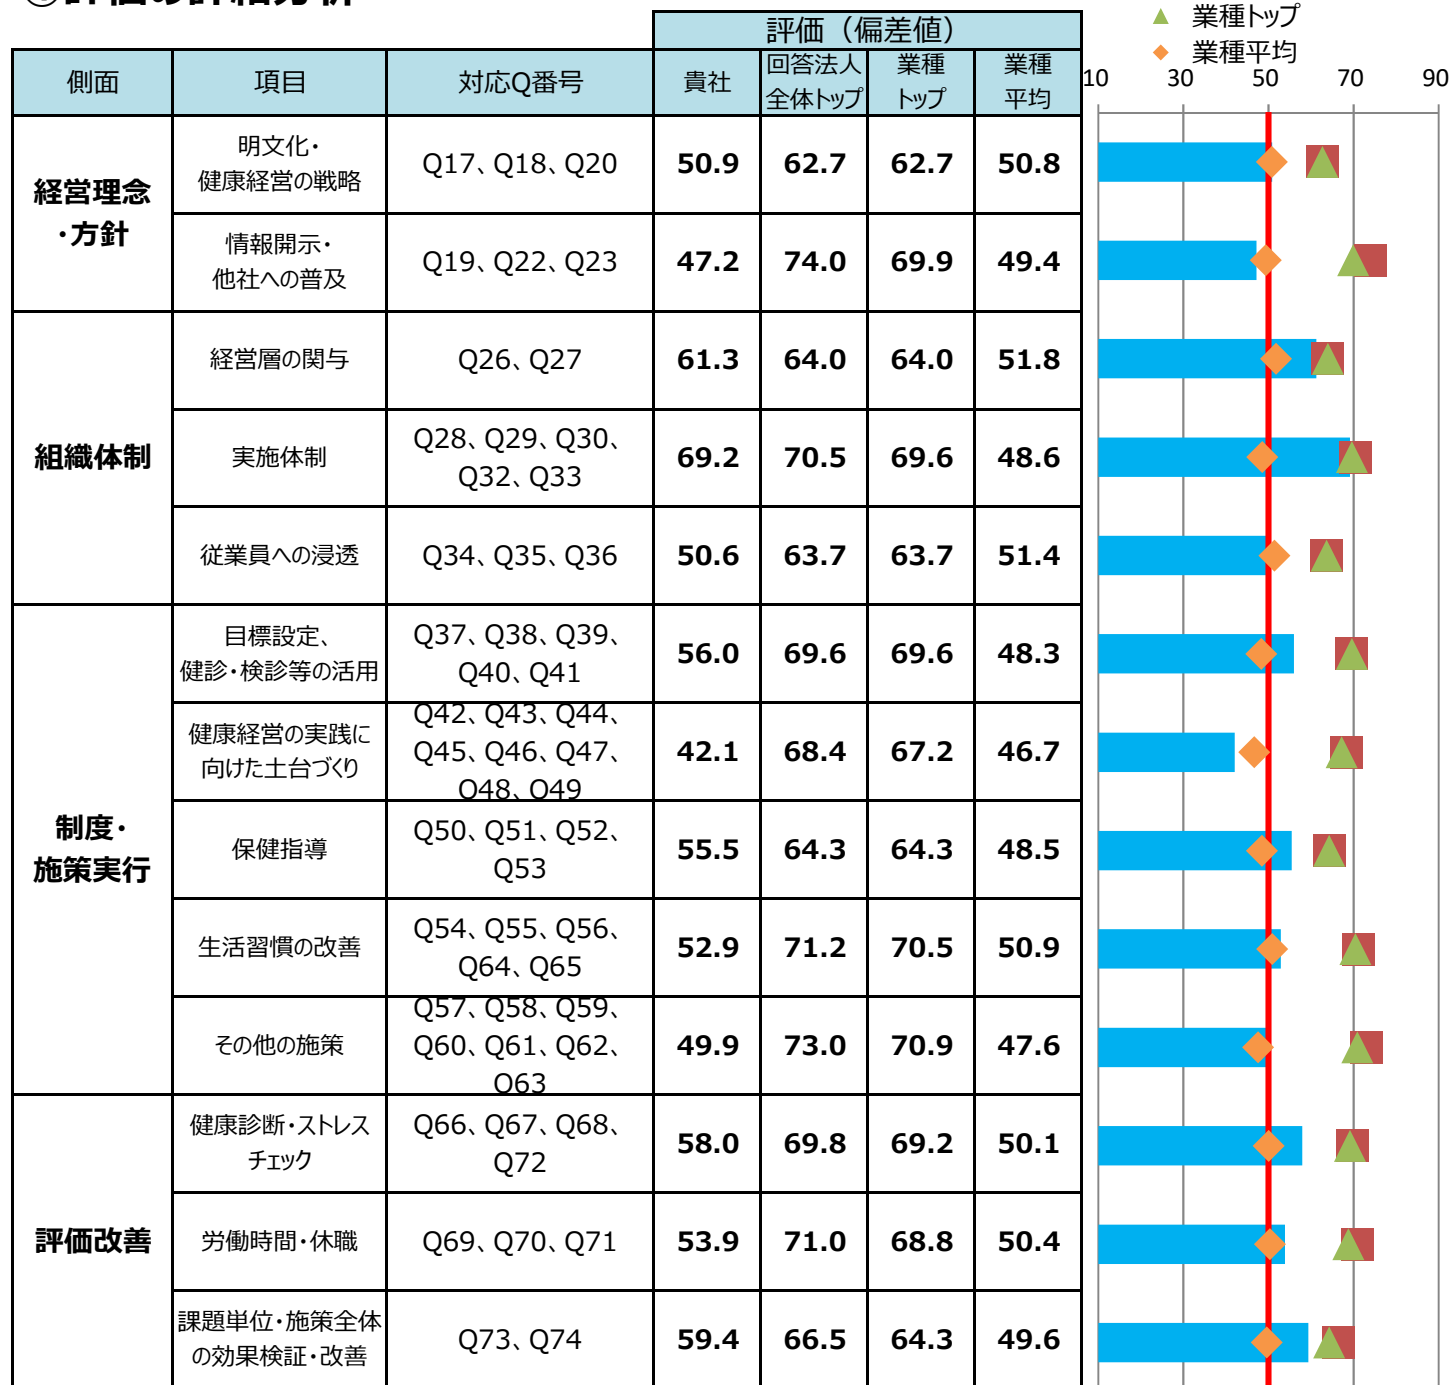 評価（偏差値）
▲ 業種トップ
◆ 業種平均
側面 項目 対応Q番号 貴社 回答法人全体トップ 業種トップ 業種平均
10 30 50 70 90
経営理念・方針
明文化・健康経営の戦略 Q17、Q18、Q20 50.9 62.7 62.7 50.8
情報開示・他社への普及 Q19、Q22、Q23 47.2 74.0 69.9 49.4
組織体制
経営層の関与 Q26、Q27 61.3 64.0 64.0 51.8
実施体制 Q28、Q29、Q30、Q32、Q33 69.2 70.5 69.6 48.6
従業員への浸透 Q34、Q35、Q36 50.6 63.7 63.7 51.4
制度・施策実行
目標設定、健診・検診等の活用 Q37、Q38、Q39、Q40、Q41 56.0 69.6 69.6 48.3
健康経営の実践に向けた土台づくり Q42、Q43、Q44、Q45、Q46、Q47、Q48、Q49 42.1 68.4 67.2 46.7
保健指導 Q50、Q51、Q52、Q53 55.5 64.3 64.3 48.5
生活習慣の改善 Q54、Q55、Q56、Q64、Q65 52.9 71.2 70.5 50.9
その他の施策 Q57、Q58、Q59、Q60、Q61、Q62、Q63 49.9 73.0 70.9 47.6
評価改善
健康診断・ストレスチェック Q66、Q67、Q68、Q72 58.0 69.8 69.2 50.1
労働時間・休職 Q69、Q70、Q71 53.9 71.0 68.8 50.4
課題単位・施策全体の効果検証・改善 Q73、Q74 59.4 66.5 64.3 49.6